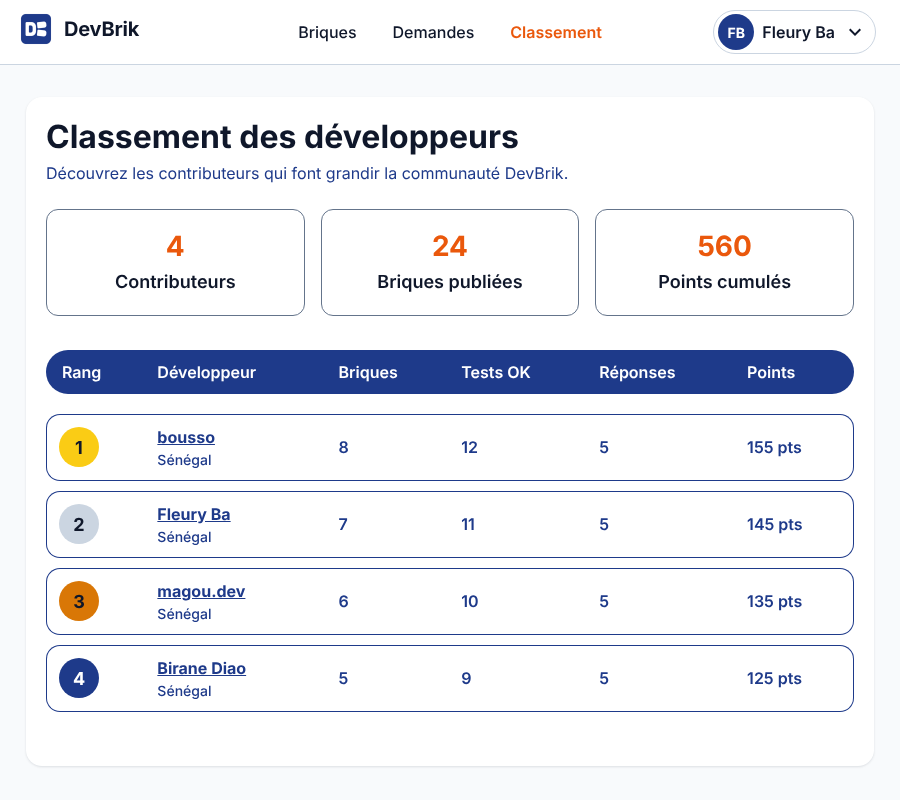 DevBrik
Briques Demandes Classement
FB Fleury Ba
Classement des développeurs
Découvrez les contributeurs qui font grandir la communauté DevBrik.
4
Contributeurs
24
Briques publiées
560
Points cumulés
Rang Développeur Briques Tests OK Réponses Points
1 bousso 8 12 5 155 pts
Sénégal
2 Fleury Ba 7 11 5 145 pts
Sénégal
3 magou.dev 6 10 5 135 pts
Sénégal
4 Birane Diao 5 9 5 125 pts
Sénégal